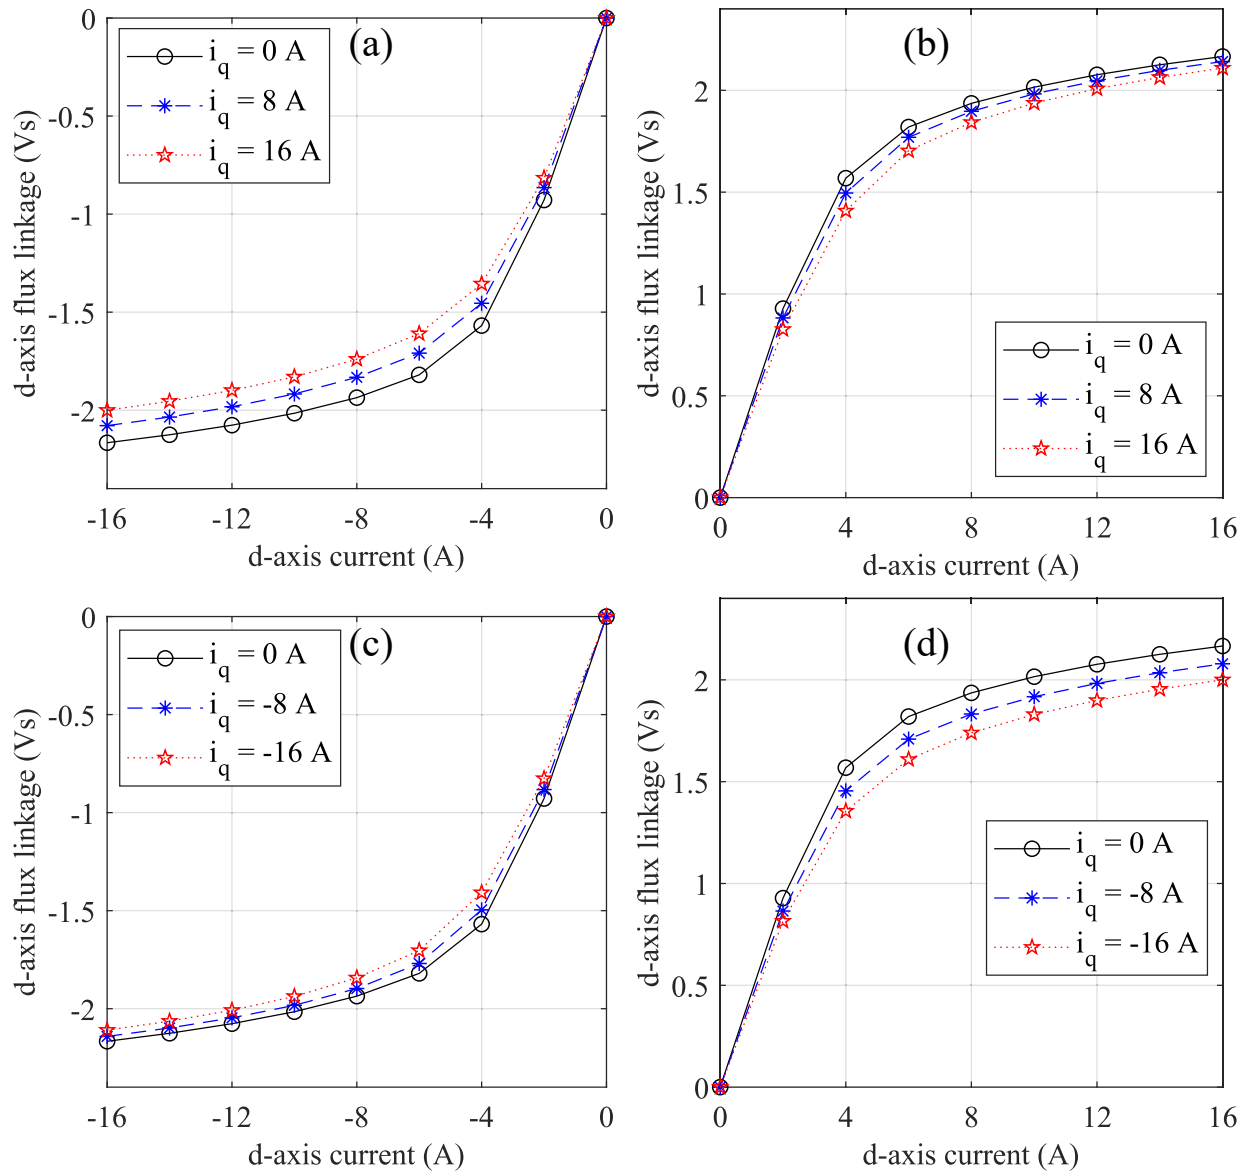 (a)
i_q = 0 A
i_q = 8 A
i_q = 16 A
0
-0.5
-1
-1.5
-2
-16 -12 -8 -4 0
d-axis current (A)
d-axis flux linkage (Vs)
(b)
2
1.5
1
0.5
0
i_q = 0 A
i_q = 8 A
i_q = 16 A
0 4 8 12 16
d-axis current (A)
d-axis flux linkage (Vs)
(c)
i_q = 0 A
i_q = -8 A
i_q = -16 A
0
-0.5
-1
-1.5
-2
-16 -12 -8 -4 0
d-axis current (A)
d-axis flux linkage (Vs)
(d)
2
1.5
1
0.5
0
i_q = 0 A
i_q = -8 A
i_q = -16 A
0 4 8 12 16
d-axis current (A)
d-axis flux linkage (Vs)